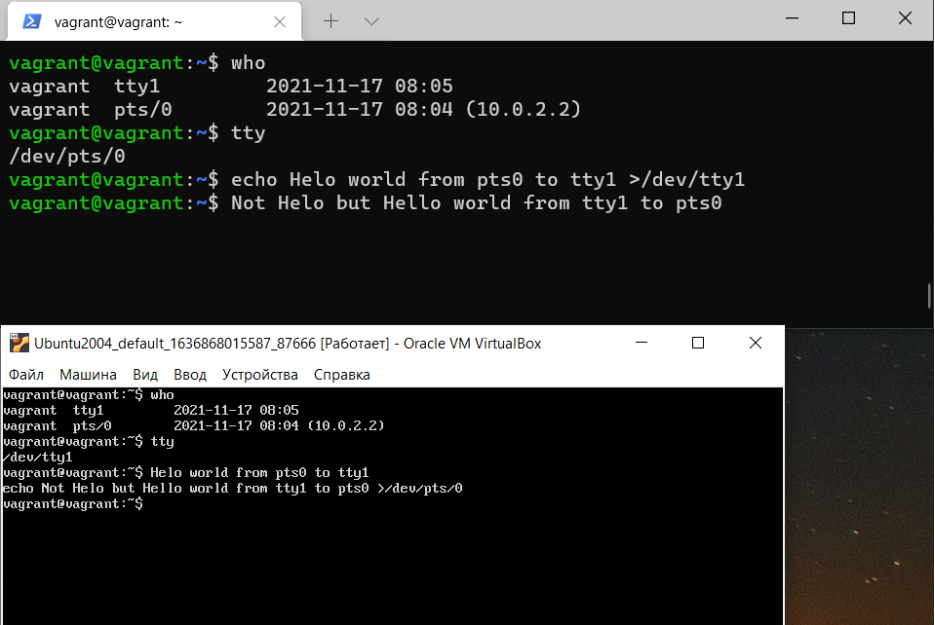 vagrant@vagrant: ~
vagrant@vagrant:~$ who
vagrant  tty1         2021-11-17 08:05
vagrant  pts/0        2021-11-17 08:04 (10.0.2.2)
vagrant@vagrant:~$ tty
/dev/pts/0
vagrant@vagrant:~$ echo Helo world from pts0 to tty1 >/dev/tty1
vagrant@vagrant:~$ Not Helo but Hello world from tty1 to pts0
Ubuntu2004_default_1636868015587_87666 [Работает] - Oracle VM VirtualBox
Файл Машина Вид Ввод Устройства Справка
vagrant@vagrant:~$ who
vagrant  tty1         2021-11-17 08:05
vagrant  pts/0        2021-11-17 08:04 (10.0.2.2)
vagrant@vagrant:~$ tty
/dev/tty1
vagrant@vagrant:~$ Helo world from pts0 to tty1
echo Not Helo but Hello world from tty1 to pts0 >/dev/pts/0
vagrant@vagrant:~$